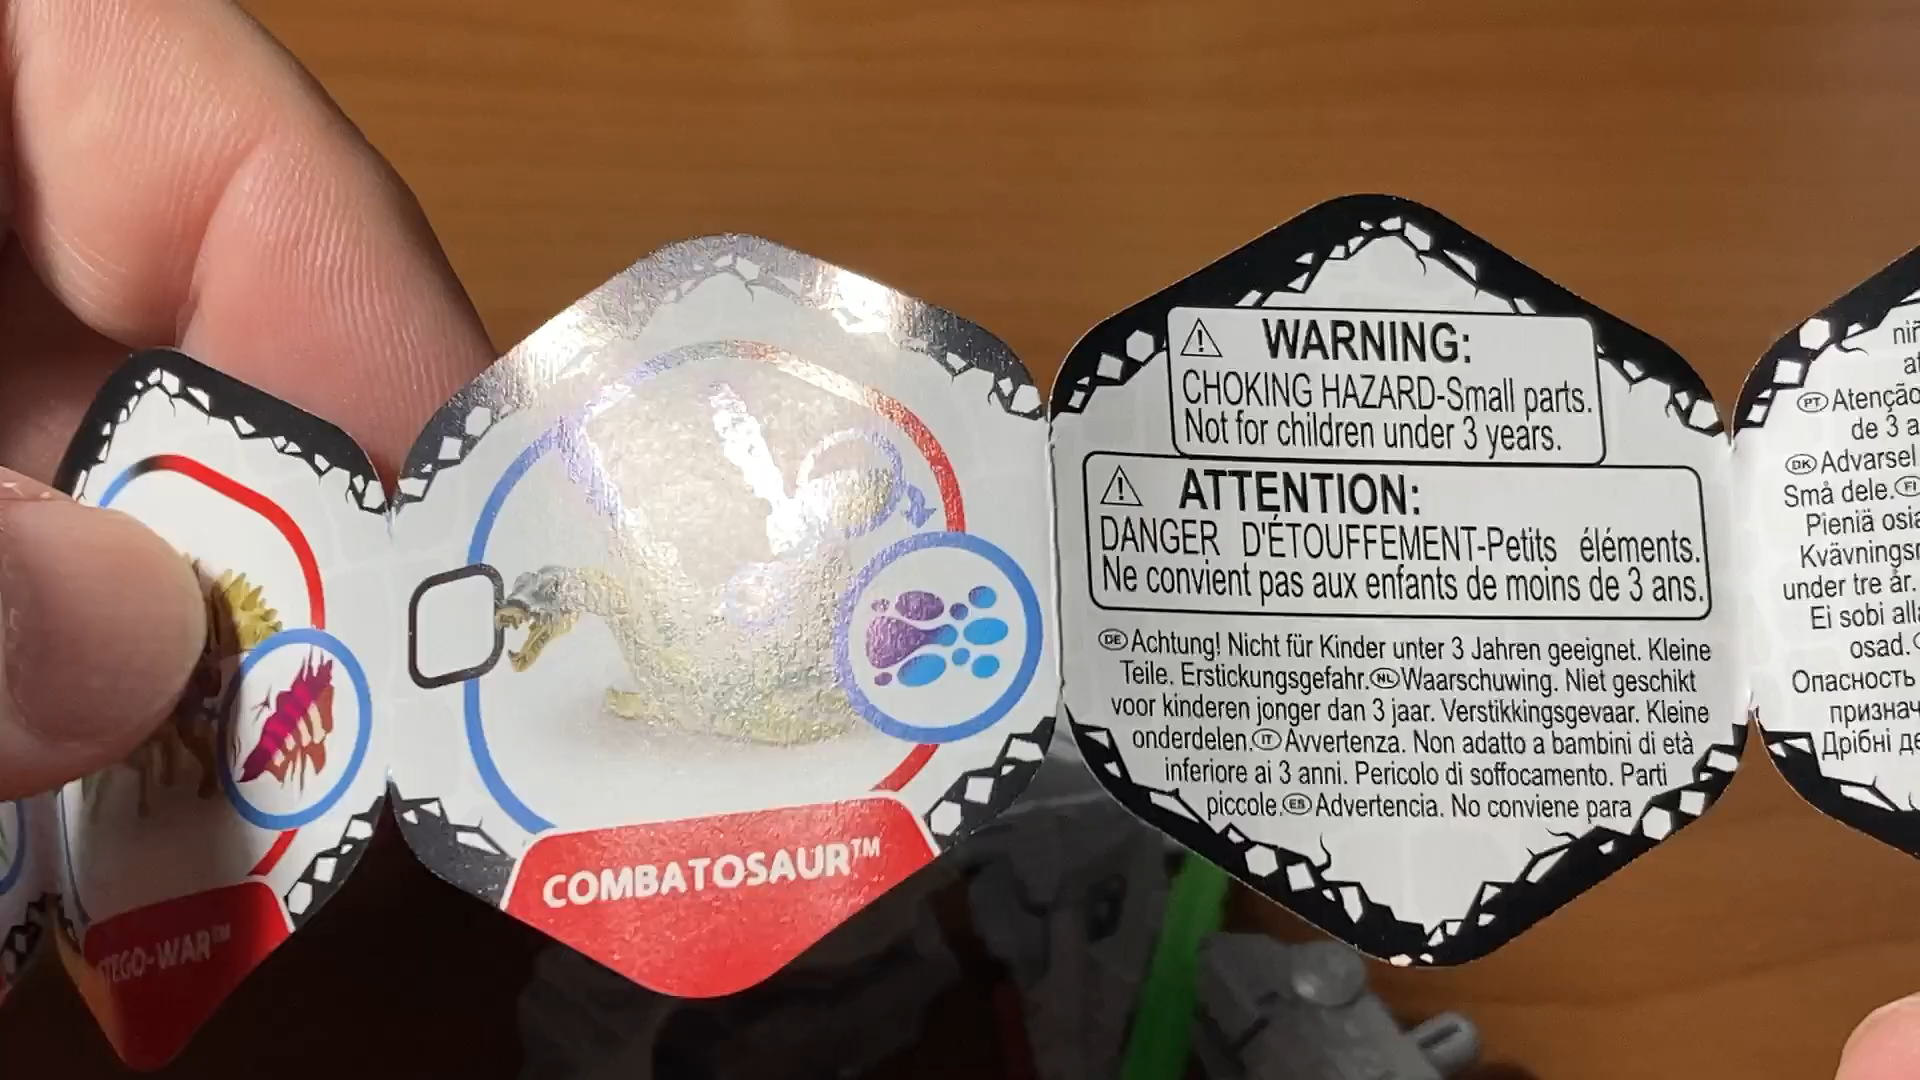 TEGO-WAR™
COMBATOSAUR™
WARNING:
CHOKING HAZARD-Small parts.
Not for children under 3 years.
ATTENTION:
DANGER D'ÉTOUFFEMENT-Petits éléments.
Ne convient pas aux enfants de moins de 3 ans.
DE Achtung! Nicht für Kinder unter 3 Jahren geeignet. Kleine
Teile. Erstickungsgefahr. NL Waarschuwing. Niet geschikt
voor kinderen jonger dan 3 jaar. Verstikkingsgevaar. Kleine
onderdelen. IT Avvertenza. Non adatto a bambini di età
inferiore ai 3 anni. Pericolo di soffocamento. Parti
piccole. ES Advertencia. No conviene para
PT Atenção
de 3 a
DK Advarsel
Små dele. FI
Pieniä osia
under tre år.
Ei sobi
osad.
Опасность
признач
Дрібні де